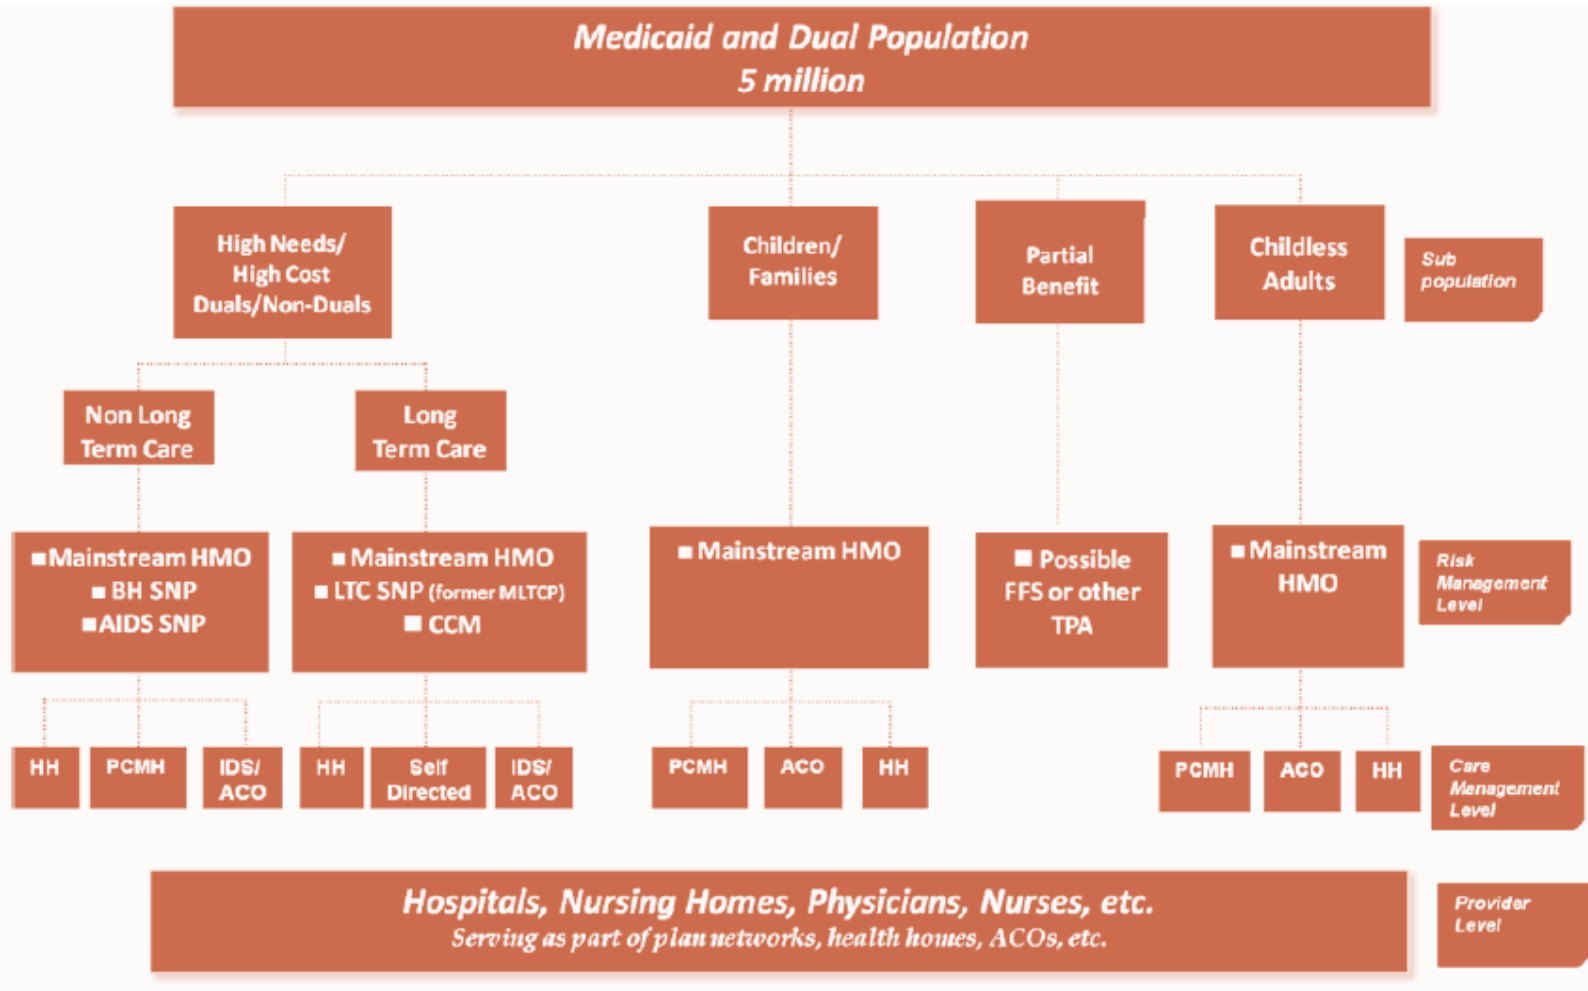 Medicaid and Dual Population
5 million
High Needs/
High Cost
Duals/Non-Duals
Children/
Families
Partial
Benefit
Childless
Adults
Sub
population
Non Long
Term Care
Long
Term Care
■Mainstream HMO
■BH SNP
■AIDS SNP
■Mainstream HMO
■LTC SNP (former MLTCP)
■CCM
■Mainstream HMO
■Possible
FFS or other
TPA
■Mainstream
HMO
Risk
Management
Level
HH
PCMH
IDS/
ACO
HH
Self
Directed
IDS/
ACO
PCMH
ACO
HH
PCMH
ACO
HH
Care
Management
Level
Hospitals, Nursing Homes, Physicians, Nurses, etc.
Serving as part of plan networks, health homes, ACOs, etc.
Provider
Level